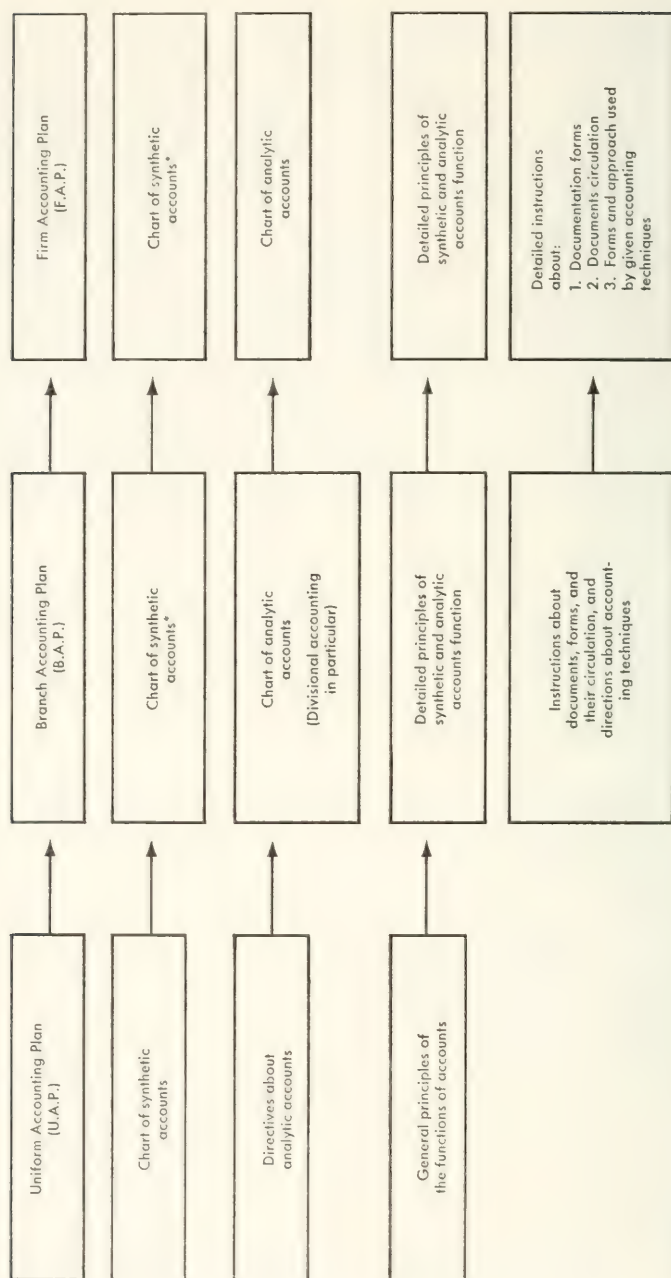 Uniform Accounting Plan
(U.A.P.)
Branch Accounting Plan
(B.A.P.)
Firm Accounting Plan
(F.A.P.)
Chart of synthetic
accounts
Chart of synthetic
accounts*
Chart of synthetic
accounts*
Directives about
analytic accounts
Chart of analytic
accounts
(Divisional accounting
in particular)
Chart of analytic
accounts
General principles of
the functions of accounts
Detailed principles of
synthetic and analytic
accounts function
Detailed principles of
synthetic and analytic
accounts function
Instructions about
documents, forms, and
their circulation, and
directions about account-
ing techniques
Detailed instructions
about:
1. Documentation forms
2. Documents circulation
3. Forms and approach used
by given accounting
techniques